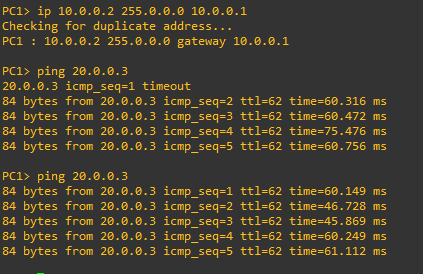 PC1> ip 10.0.0.2 255.0.0.0 10.0.0.1
Checking for duplicate address...
PC1 : 10.0.0.2 255.0.0.0 gateway 10.0.0.1
PC1> ping 20.0.0.3
20.0.0.3 icmp_seq=1 timeout
84 bytes from 20.0.0.3 icmp_seq=2 ttl=62 time=60.316 ms
84 bytes from 20.0.0.3 icmp_seq=3 ttl=62 time=60.472 ms
84 bytes from 20.0.0.3 icmp_seq=4 ttl=62 time=75.476 ms
84 bytes from 20.0.0.3 icmp_seq=5 ttl=62 time=60.756 ms
PC1> ping 20.0.0.3
84 bytes from 20.0.0.3 icmp_seq=1 ttl=62 time=60.149 ms
84 bytes from 20.0.0.3 icmp_seq=2 ttl=62 time=46.728 ms
84 bytes from 20.0.0.3 icmp_seq=3 ttl=62 time=45.869 ms
84 bytes from 20.0.0.3 icmp_seq=4 ttl=62 time=60.249 ms
84 bytes from 20.0.0.3 icmp_seq=5 ttl=62 time=61.112 ms